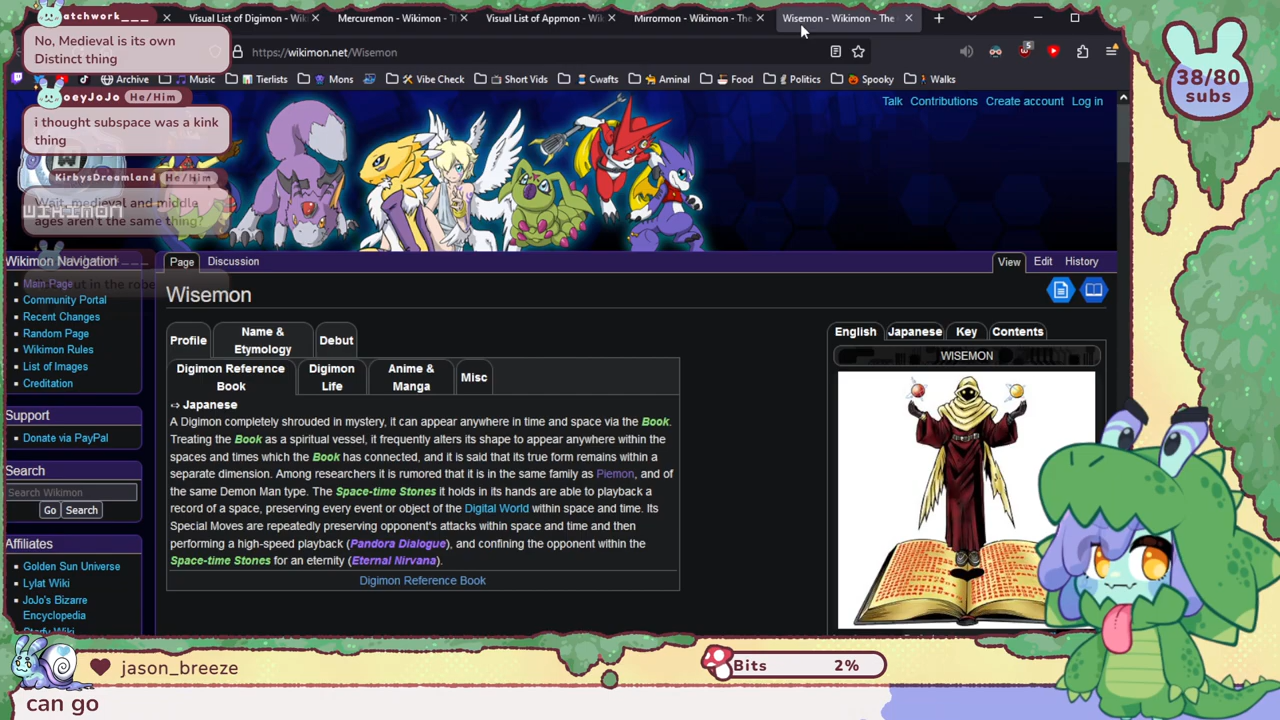 atchwork___
No, Medieval is its own
Distinct thing
oeyJoJo He/Him
i thought subspace was a kink
thing
KirbysDreamland He/Him
Wait, medieval and middle
ages aren't the same thing?
Visual List of Digimon - Wik
Mercuremon - Wikimon - T
Visual List of Appmon - Wik
Mirrormon - Wikimon - The
Wisemon - Wikimon - The
https://wikimon.net/Wisemon
5
Archive
Music
Tierlists
Mons
Vibe Check
Short Vids
Cwafts
Aminal
Food
Politics
Spooky
Walks
38/80
subs
Talk
Contributions
Create account
Log in
WIKIMON
Wikimon Navigation
Main Page
Community Portal
Recent Changes
Random Page
Wikimon Rules
List of Images
Creditation
Support
Donate via PayPal
Search
Search Wikimon
Go
Search
Affiliates
Golden Sun Universe
Lylat Wiki
JoJo's Bizarre
Encyclopedia
Starfy Wiki
Page
Discussion
View
Edit
History
Wisemon
Profile
Name &
Etymology
Debut
Digimon Reference
Book
Digimon
Life
Anime &
Manga
Misc
⇨ Japanese
A Digimon completely shrouded in mystery, it can appear anywhere in time and space via the Book.
Treating the Book as a spiritual vessel, it frequently alters its shape to appear anywhere within the
spaces and times which the Book has connected, and it is said that its true form remains within a
separate dimension. Among researchers it is rumored that it is in the same family as Piemon, and of
the same Demon Man type. The Space-time Stones it holds in its hands are able to playback a
record of a space, preserving every event or object of the Digital World within space and time. Its
Special Moves are repeatedly preserving opponent's attacks within space and time and then
performing a high-speed playback (Pandora Dialogue), and confining the opponent within the
Space-time Stones for an eternity (Eternal Nirvana).
Digimon Reference Book
English
Japanese
Key
Contents
WISEMON
jason_breeze
Bits
2%
can go